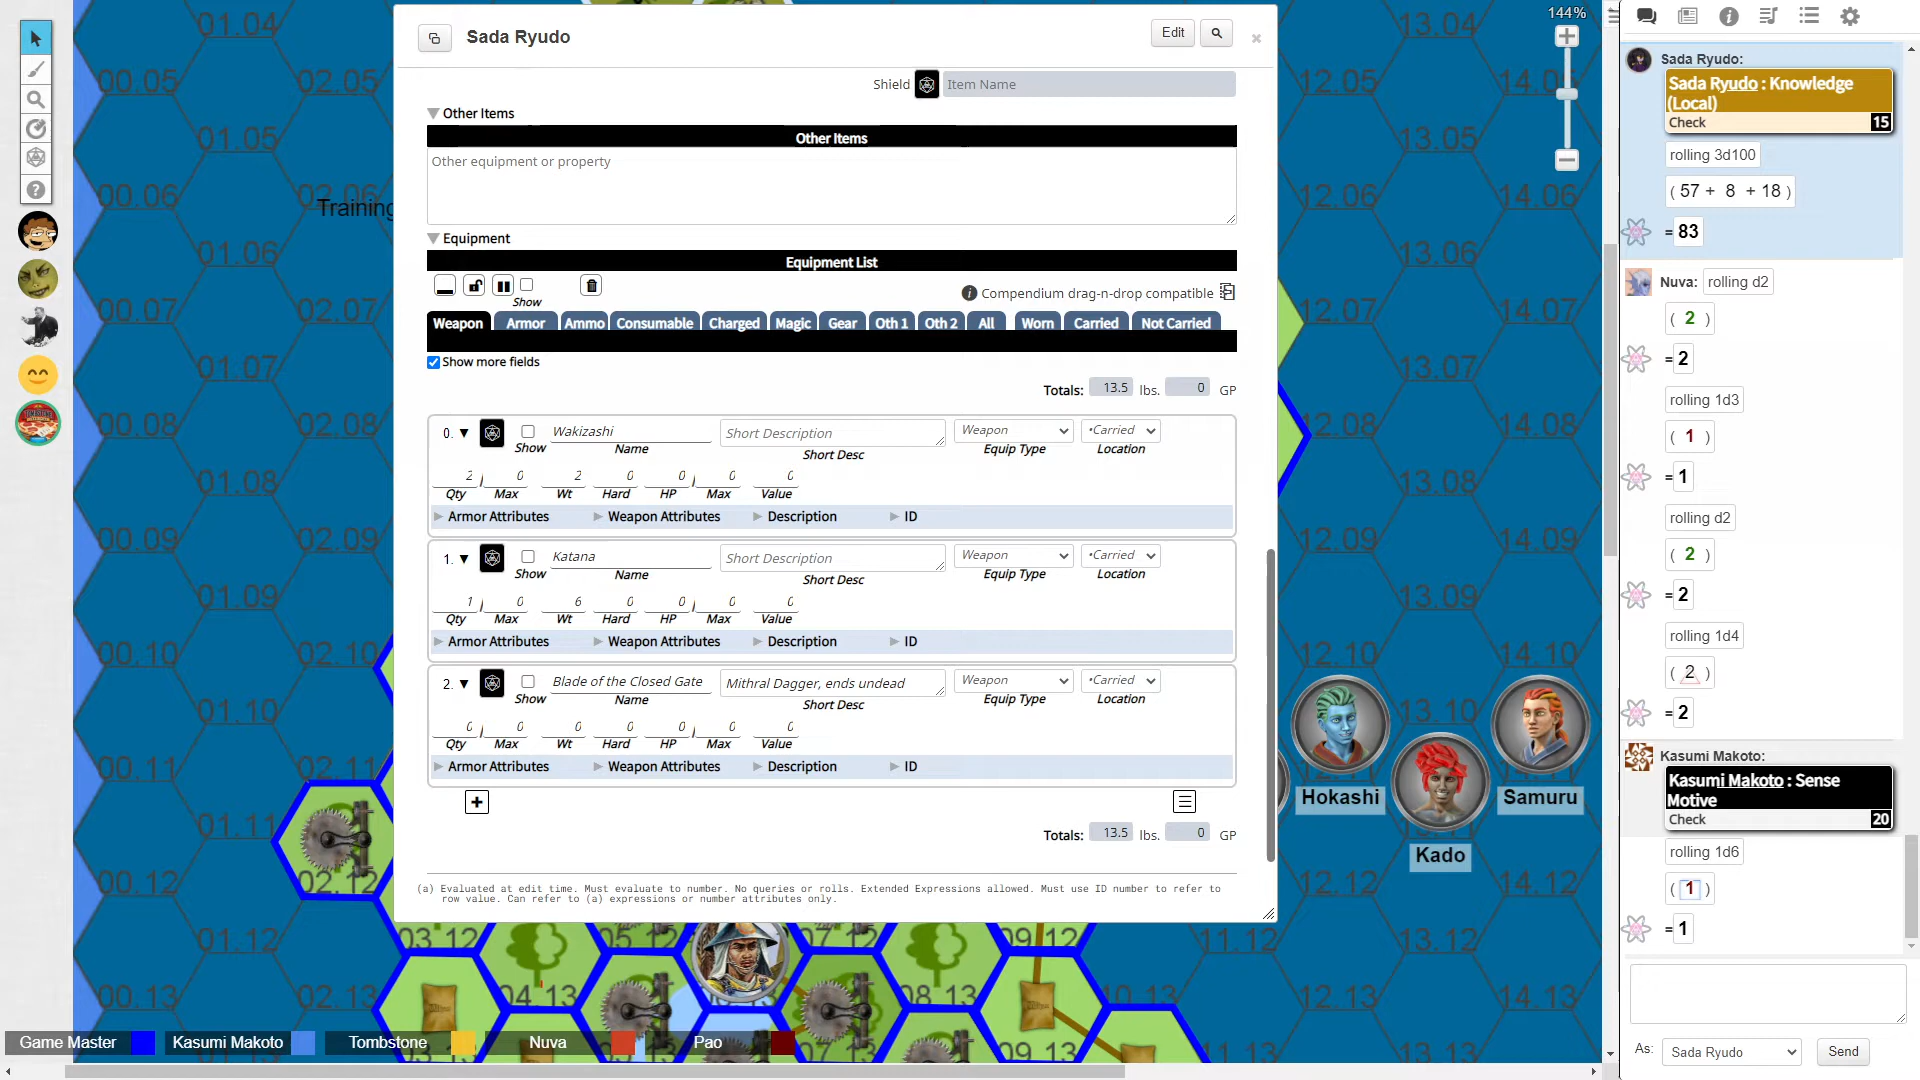 Sada Ryudo
Edit
Shield
Item Name
Other Items
Other Items
Other equipment or property
Equipment
Equipment List
Show
Compendium drag-n-drop compatible
Weapon Armor Ammo Consumable Charged Magic Gear Oth 1 Oth 2 All Worn Carried Not Carried
Show more fields
Totals: 13.5 lbs. 0 GP
0. Show Wakizashi Short Description Weapon •Carried
Name Short Desc Equip Type Location
2 / 0 2 0 0 / 0 0
Qty Max Wt Hard HP Max Value
Armor Attributes Weapon Attributes Description ID
1. Show Katana Short Description Weapon •Carried
Name Short Desc Equip Type Location
1 / 0 6 0 0 / 0 0
Qty Max Wt Hard HP Max Value
Armor Attributes Weapon Attributes Description ID
2. Show Blade of the Closed Gate Mithral Dagger, ends undead Weapon •Carried
Name Short Desc Equip Type Location
0 / 0 0 0 0 / 0 0
Qty Max Wt Hard HP Max Value
Armor Attributes Weapon Attributes Description ID
Totals: 13.5 lbs. 0 GP
(a) Evaluated at edit time. Must evaluate to number. No queries or rolls. Extended Expressions allowed. Must use ID number to refer to
row value. Can refer to (a) expressions or number attributes only.
144%
Sada Ryudo:
Sada Ryudo : Knowledge
(Local)
Check 15
rolling 3d100
( 57 + 8 + 18 )
= 83
Nuva: rolling d2
( 2 )
= 2
rolling 1d3
( 1 )
= 1
rolling d2
( 2 )
= 2
rolling 1d4
( 2 )
= 2
Kasumi Makoto:
Kasumi Makoto : Sense
Motive
Check 20
rolling 1d6
( 1 )
= 1
As: Sada Ryudo Send
Training
Hokashi
Kado
Samuru
00.05
00.06
00.07
00.08
00.09
00.10
00.11
00.12
00.13
01.04
01.05
01.06
01.07
01.08
01.09
01.10
01.11
01.12
02.05
02.06
02.07
02.08
02.09
02.10
02.11
02.12
02.13
03.12
05.12
07.12
09.12
11.12
04.13
08.13
10.13
07.13
09.13
12.05
12.06
12.07
12.08
12.09
12.10
12.11
12.12
12.13
13.04
13.05
13.06
13.07
13.08
13.09
13.10
13.12
14.06
14.07
14.08
14.09
14.10
14.11
14.12
14.13
Game Master
Kasumi Makoto
Tombstone
Nuva
Pao